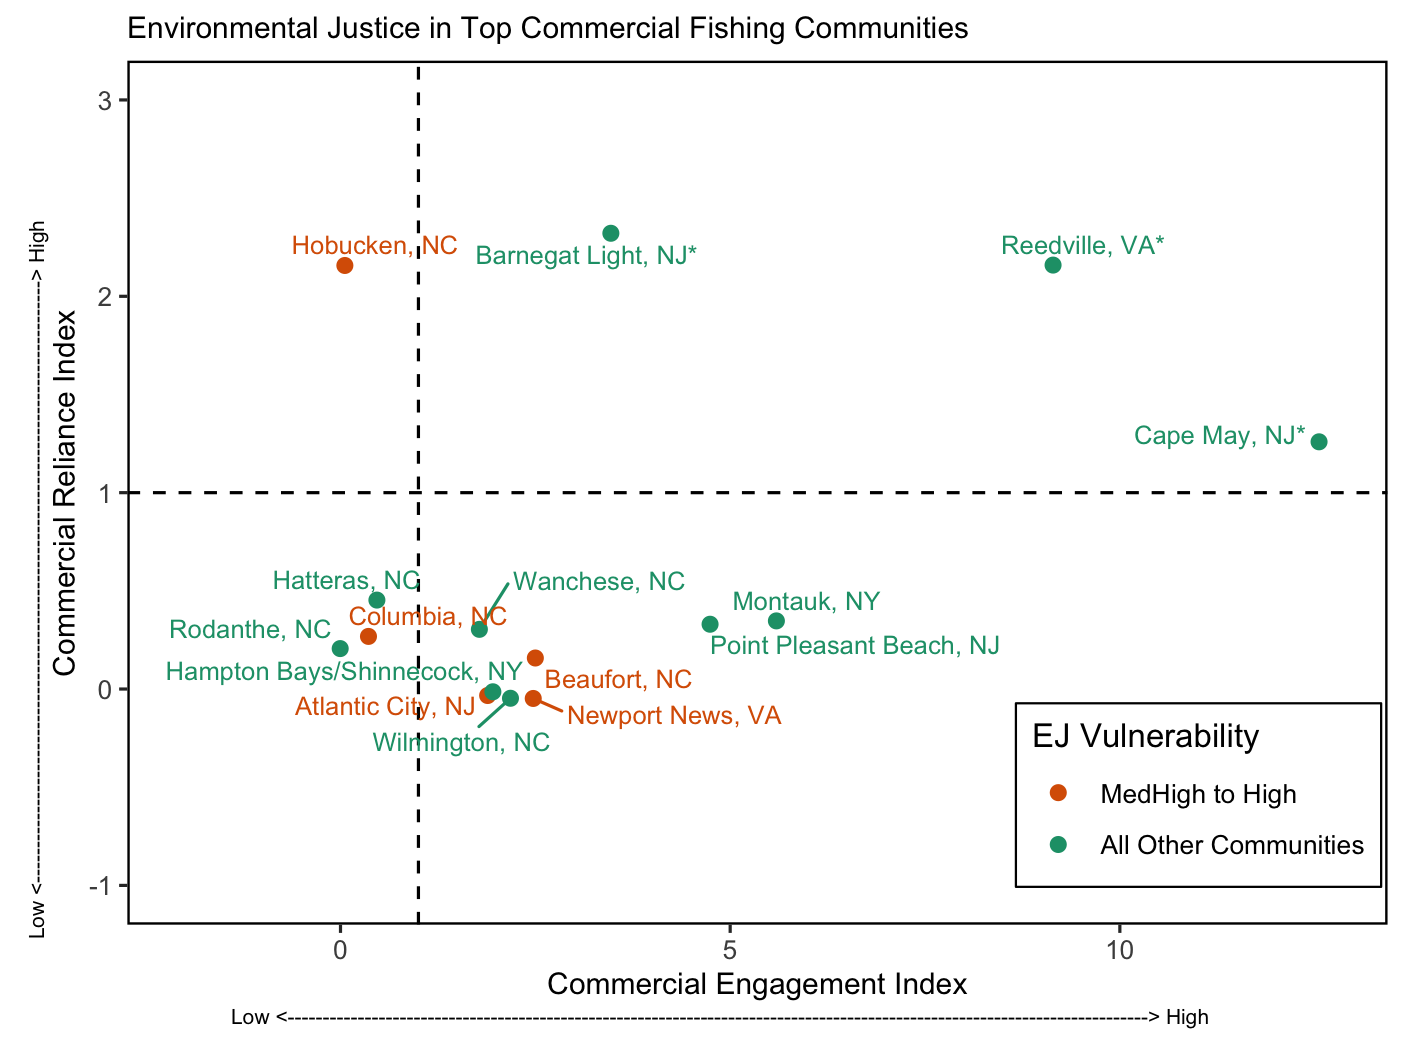 Environmental Justice in Top Commercial Fishing Communities
3
2
1
0
-1
Low <-----------------------------------------------------------------------------------> High
Commercial Reliance Index
Hobucken, NC
Barnegat Light, NJ*
Reedville, VA*
Cape May, NJ*
Hatteras, NC
Wanchese, NC
Columbia, NC
Rodanthe, NC
Montauk, NY
Point Pleasant Beach, NJ
Hampton Bays/Shinnecock, NY
Beaufort, NC
Atlantic City, NJ
Newport News, VA
Wilmington, NC
EJ Vulnerability
MedHigh to High
All Other Communities
0
5
10
Commercial Engagement Index
Low <---------------------------------------------------------------------------------------------------------------------------> High